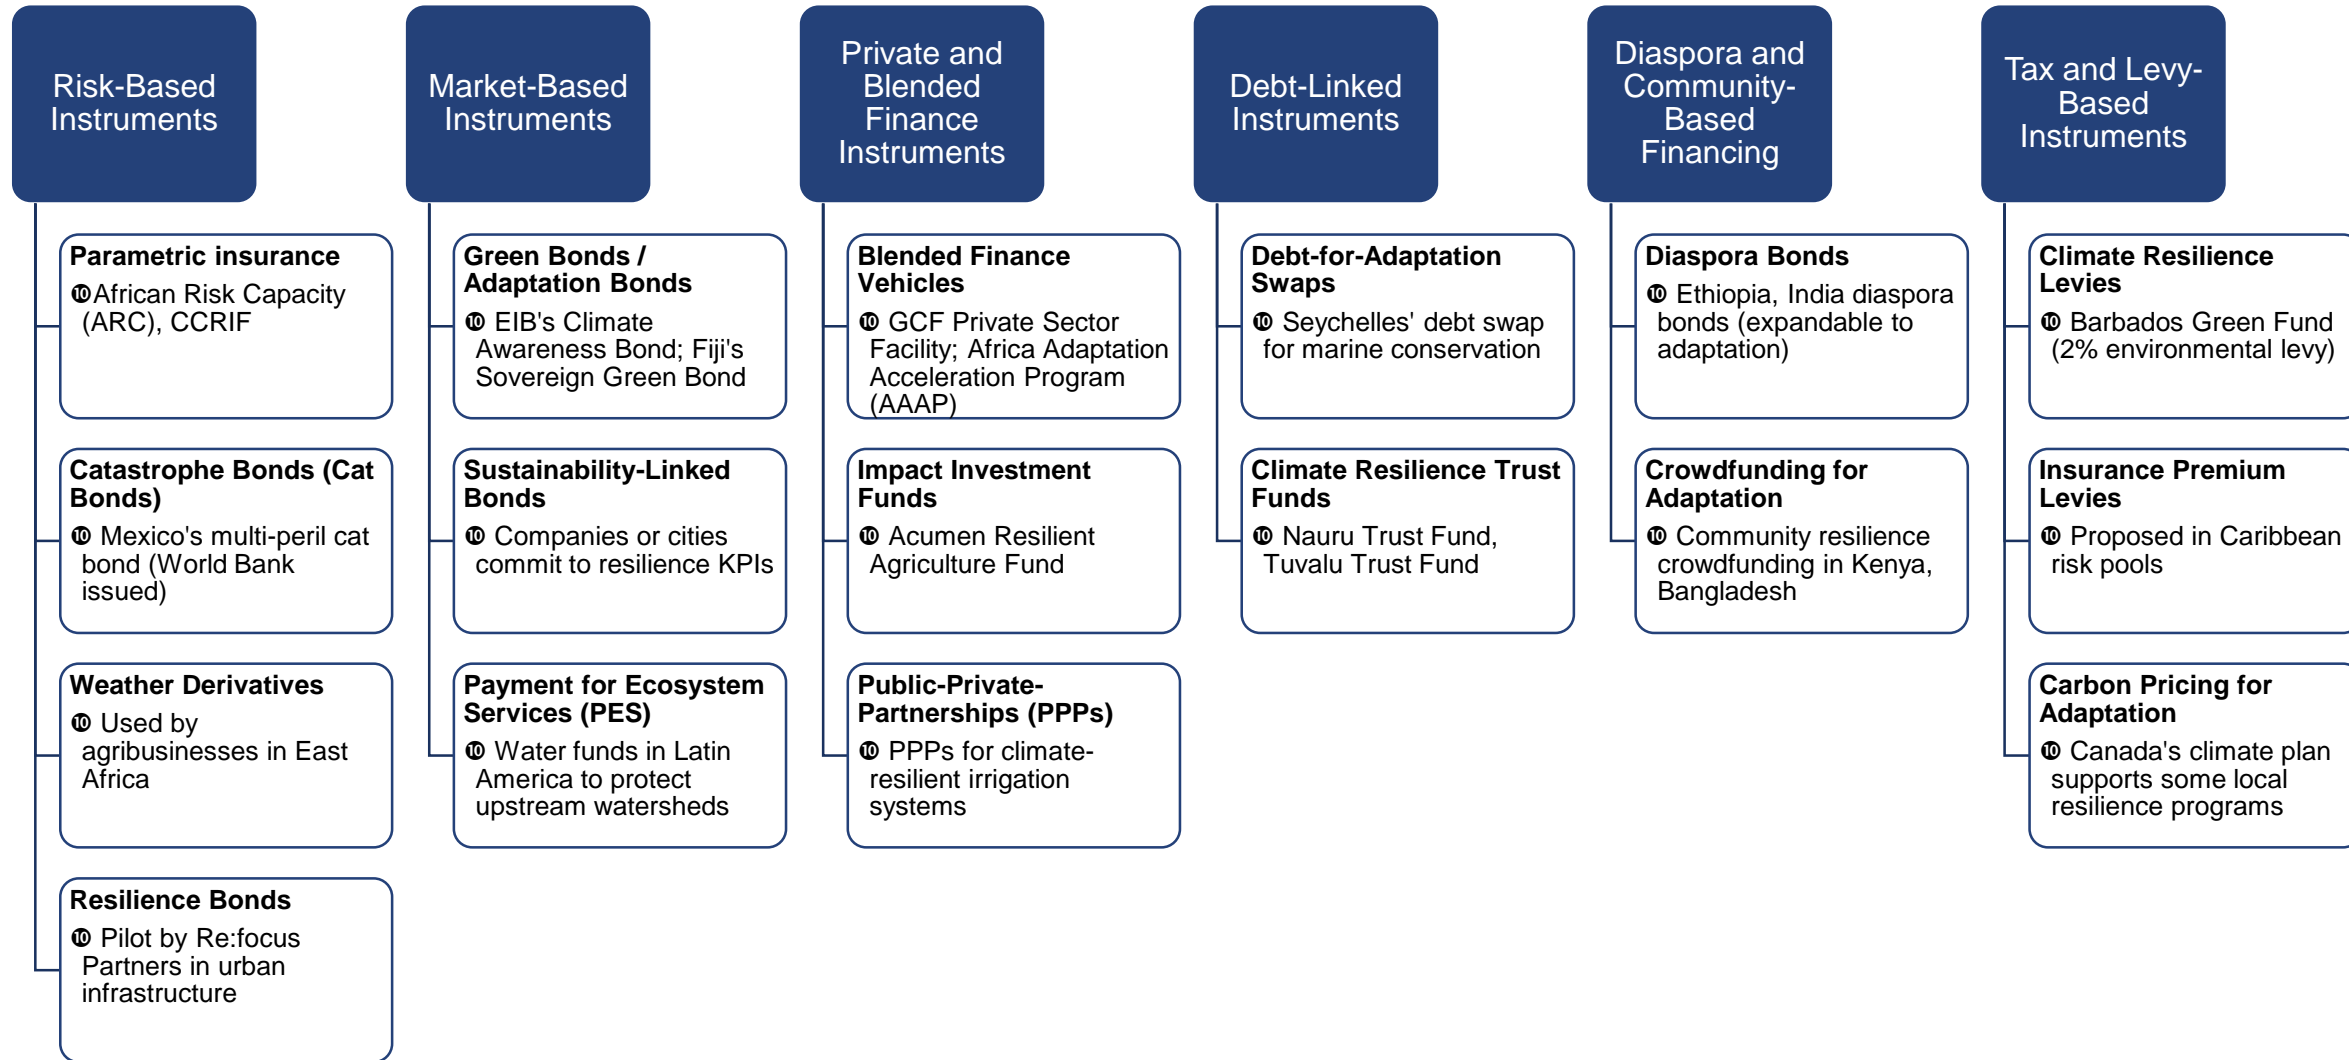 Risk-Based
Instruments
Parametric insurance
❿African Risk Capacity
(ARC), CCRIF
Catastrophe Bonds (Cat
Bonds)
❿ Mexico's multi-peril cat
bond (World Bank
issued)
Weather Derivatives
❿ Used by
agribusinesses in East
Africa
Resilience Bonds
❿ Pilot by Re:focus
Partners in urban
infrastructure
Market-Based
Instruments
Green Bonds /
Adaptation Bonds
❿ EIB's Climate
Awareness Bond; Fiji's
Sovereign Green Bond
Sustainability-Linked
Bonds
❿ Companies or cities
commit to resilience KPIs
Payment for Ecosystem
Services (PES)
❿ Water funds in Latin
America to protect
upstream watersheds
Private and
Blended
Finance
Instruments
Blended Finance
Vehicles
❿ GCF Private Sector
Facility; Africa Adaptation
Acceleration Program
(AAAP)
Impact Investment
Funds
❿ Acumen Resilient
Agriculture Fund
Public-Private-
Partnerships (PPPs)
❿ PPPs for climate-
resilient irrigation
systems
Debt-Linked
Instruments
Debt-for-Adaptation
Swaps
❿ Seychelles' debt swap
for marine conservation
Climate Resilience Trust
Funds
❿ Nauru Trust Fund,
Tuvalu Trust Fund
Diaspora and
Community-
Based
Financing
Diaspora Bonds
❿ Ethiopia, India diaspora
bonds (expandable to
adaptation)
Crowdfunding for
Adaptation
❿ Community resilience
crowdfunding in Kenya,
Bangladesh
Tax and Levy-
Based
Instruments
Climate Resilience
Levies
❿ Barbados Green Fund
(2% environmental levy)
Insurance Premium
Levies
❿ Proposed in Caribbean
risk pools
Carbon Pricing for
Adaptation
❿ Canada's climate plan
supports some local
resilience programs